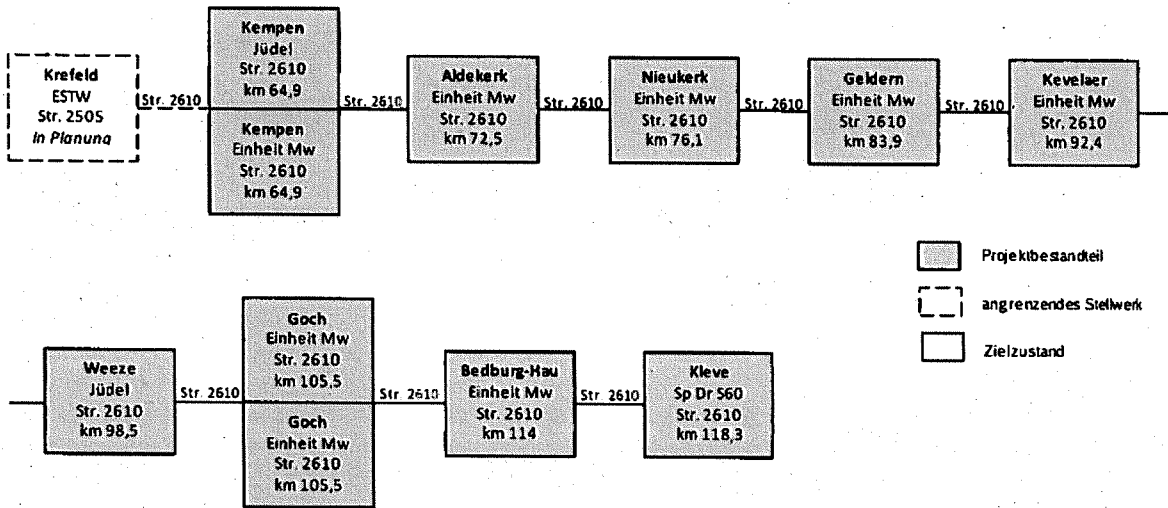 Krefeld
ESTW
Str. 2505
in Planung
Str. 2610
Kempen
Jüdel
Str. 2610
km 64,9
Kempen
Einheit Mw
Str. 2610
km 64,9
Str. 2610
Aldekerk
Einheit Mw
Str. 2610
km 72,5
Str. 2610
Nieukerk
Einheit Mw
Str. 2610
km 76,1
Str. 2610
Geldern
Einheit Mw
Str. 2610
km 83,9
Str. 2610
Kevelaer
Einheit Mw
Str. 2610
km 92,4
Projektbestandteil
angrenzendes Stellwerk
Zielzustand
Weeze
Jüdel
Str. 2610
km 98,5
Str. 2610
Goch
Einheit Mw
Str. 2610
km 105,5
Goch
Einheit Mw
Str. 2610
km 105,5
Str. 2610
Bedburg-Hau
Einheit Mw
Str. 2610
km 114
Str. 2610
Kleve
Sp Dr S60
Str. 2610
km 118,3